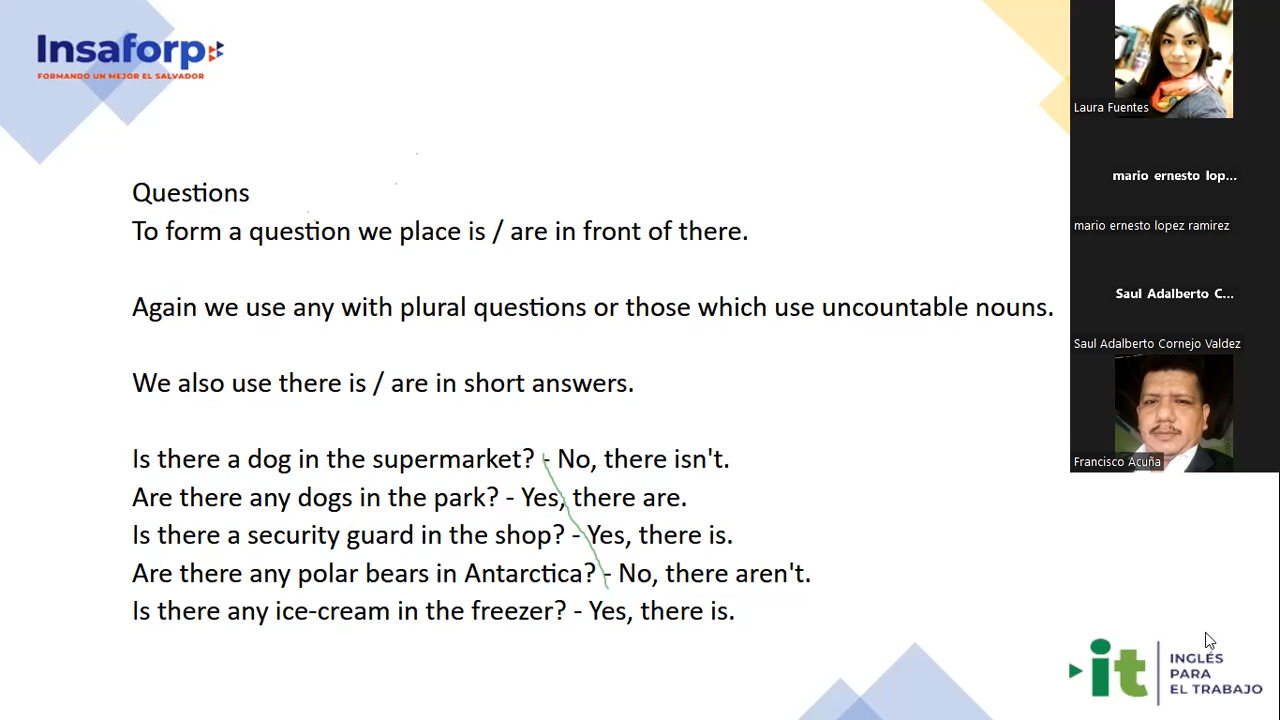 Insaforp
FORMANDO UN MEJOR EL SALVADOR
Questions
To form a question we place is / are in front of there.
Again we use any with plural questions or those which use uncountable nouns.
We also use there is / are in short answers.
Is there a dog in the supermarket? - No, there isn't.
Are there any dogs in the park? - Yes, there are.
Is there a security guard in the shop? - Yes, there is.
Are there any polar bears in Antarctica? - No, there aren't.
Is there any ice-cream in the freezer? - Yes, there is.
Laura Fuentes
mario ernesto lop...
mario ernesto lopez ramirez
Saul Adalberto C...
Saul Adalberto Cornejo Valdez
Francisco Acuña
it
INGLÉS
PARA
EL TRABAJO